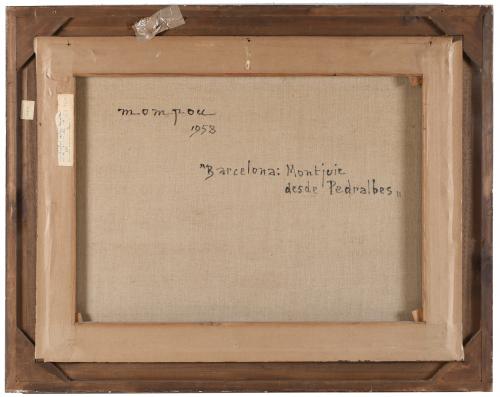 mompou
1958
"Barcelona: Montjuic
desde Pedralbes"